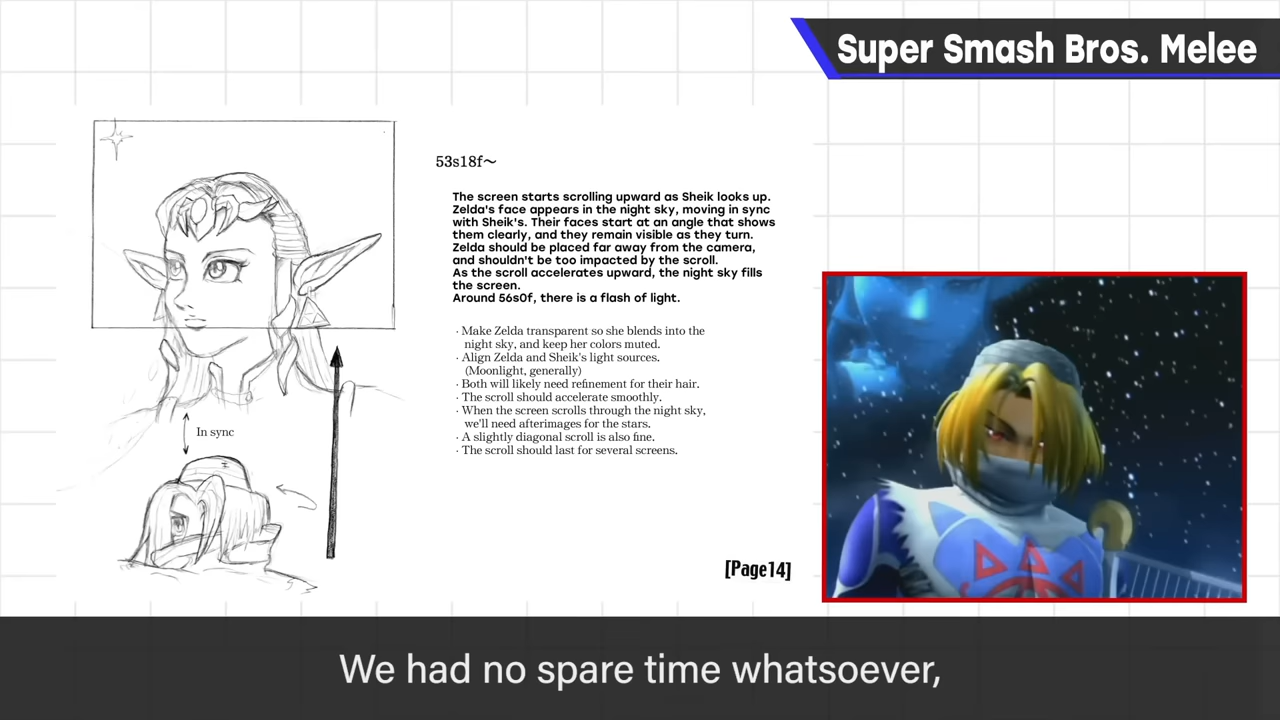 Super Smash Bros. Melee
53s18f～
The screen starts scrolling upward as Sheik looks up.
Zelda's face appears in the night sky, moving in sync
with Sheik's. Their faces start at an angle that shows
them clearly, and they remain visible as they turn.
Zelda should be placed far away from the camera,
and shouldn't be too impacted by the scroll.
As the scroll accelerates upward, the night sky fills
the screen.
Around 56s0f, there is a flash of light.
· Make Zelda transparent so she blends into the
night sky, and keep her colors muted.
· Align Zelda and Sheik's light sources.
(Moonlight, generally)
· Both will likely need refinement for their hair.
· The scroll should accelerate smoothly.
· When the screen scrolls through the night sky,
we'll need afterimages for the stars.
· A slightly diagonal scroll is also fine.
· The scroll should last for several screens.
In sync
[Page14]
We had no spare time whatsoever,